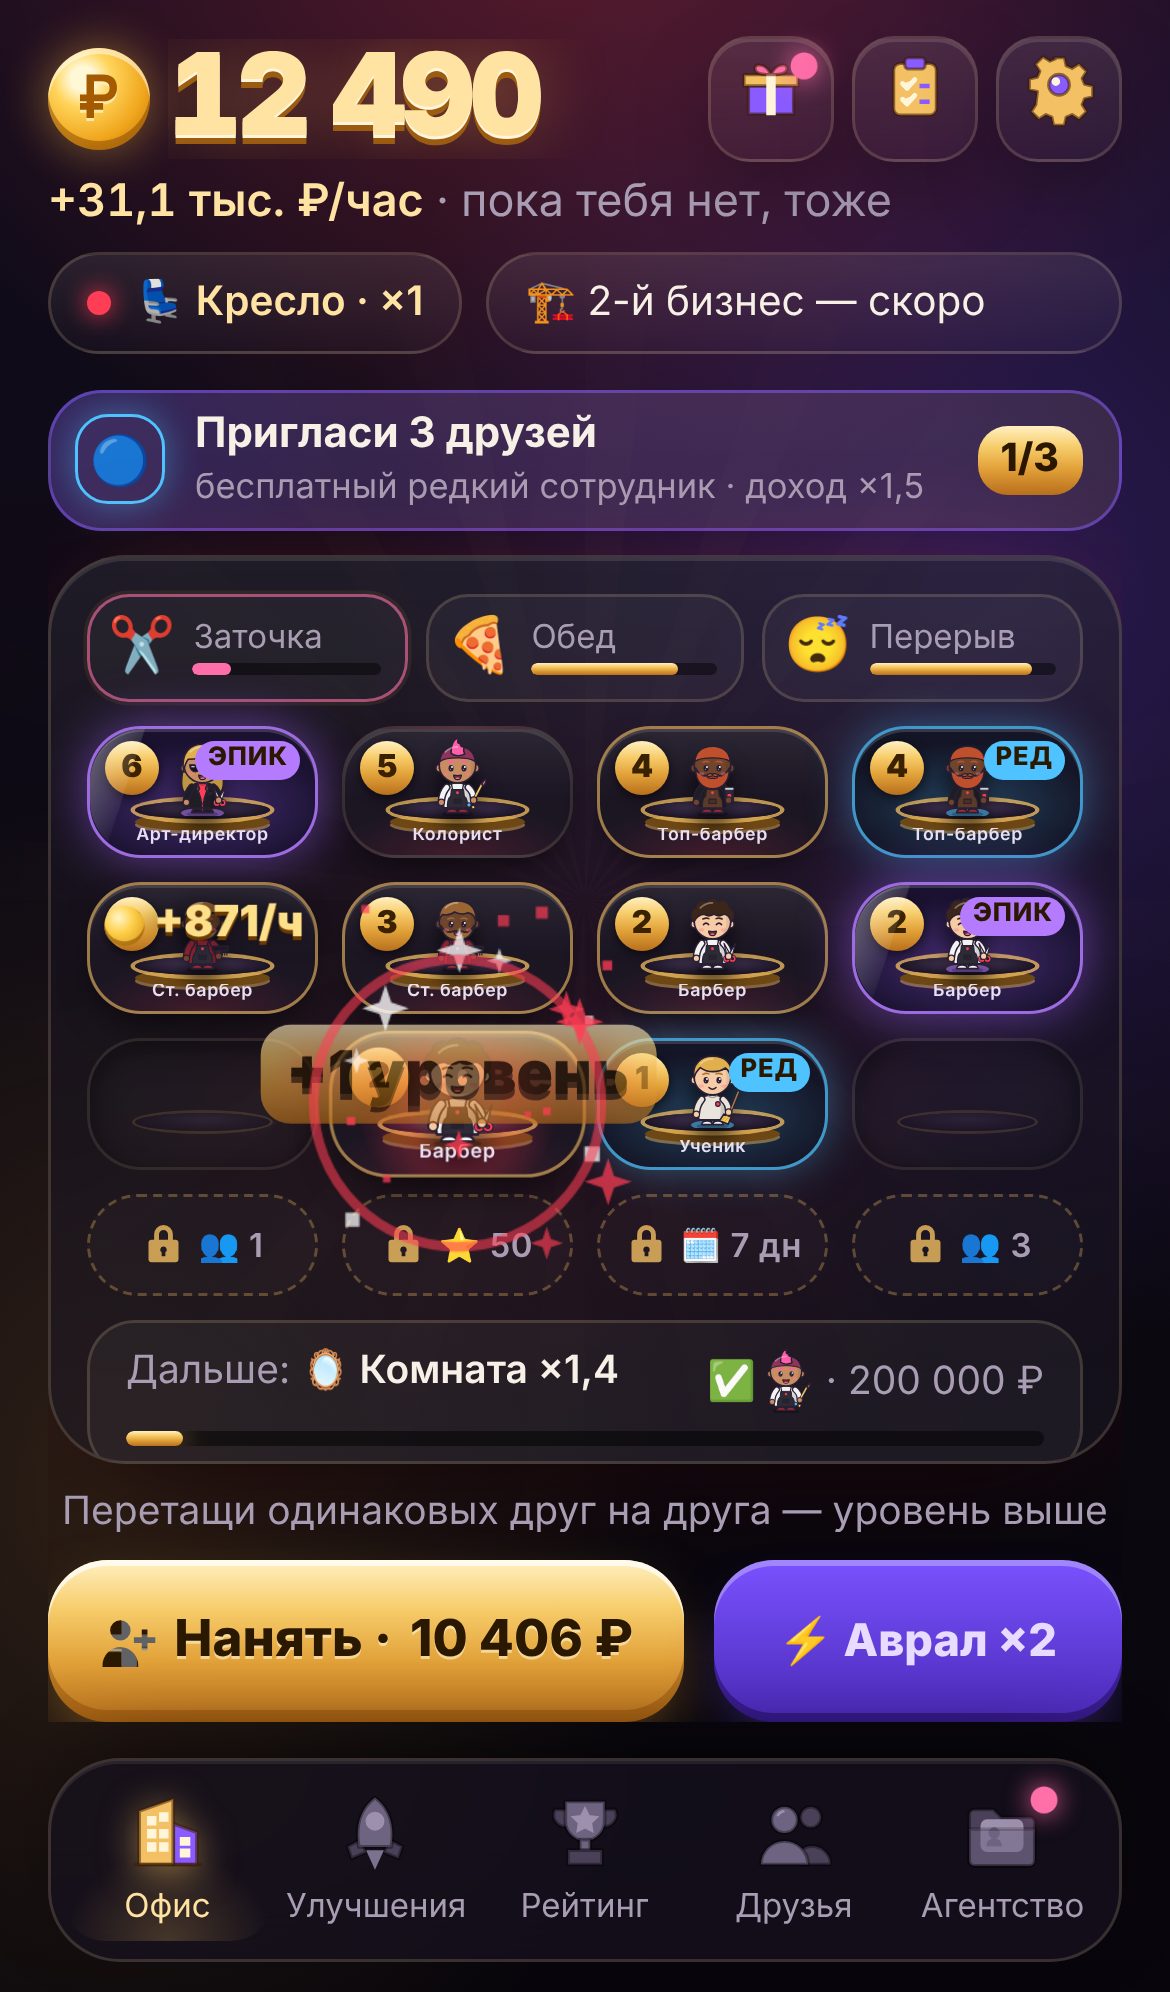 ₽ 12 490
+31,1 тыс. ₽/час · пока тебя нет, тоже
Кресло · ×1
2-й бизнес — скоро
Пригласи 3 друзей
бесплатный редкий сотрудник · доход ×1,5
1/3
Заточка
Обед
Перерыв
6 ЭПИК
Арт-директор
5
Колорист
4
Топ-барбер
4 РЕД
Топ-барбер
+871/ч
Ст. барбер
3
Ст. барбер
2
Барбер
2 ЭПИК
Барбер
+1 уровень
2
Барбер
1 РЕД
Ученик
1
50
7 дн
3
Дальше: Комната ×1,4
· 200 000 ₽
Перетащи одинаковых друг на друга — уровень выше
Нанять · 10 406 ₽
Аврал ×2
Офис
Улучшения
Рейтинг
Друзья
Агентство